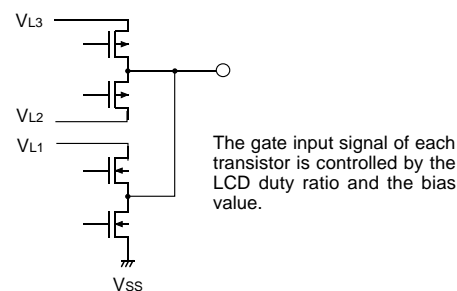 VL3
VL2
VL1
The gate input signal of each
transistor is controlled by the
LCD duty ratio and the bias
value.
VSS